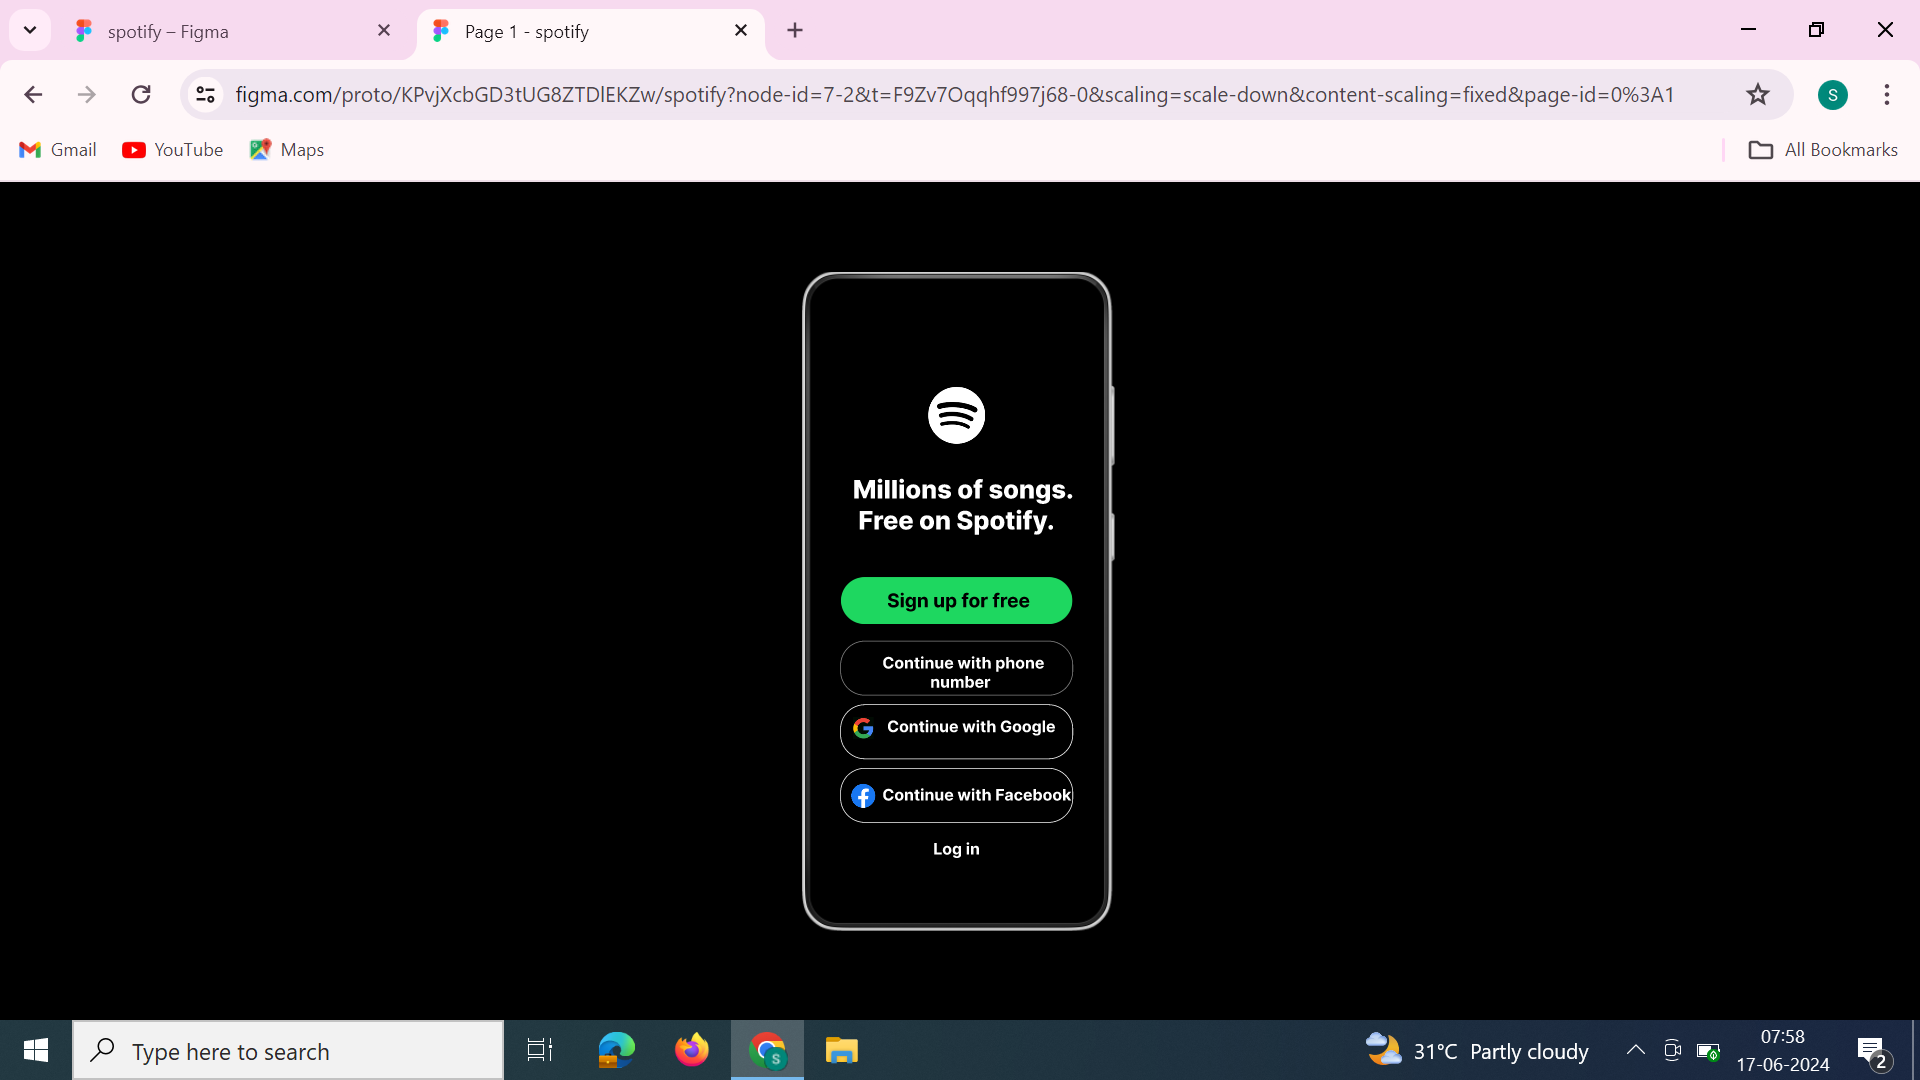 spotify – Figma
Page 1 - spotify
figma.com/proto/KPvjXcbGD3tUG8ZTDlEKZw/spotify?node-id=7-2&t=F9Zv7Oqqhf997j68-0&scaling=scale-down&content-scaling=fixed&page-id=0%3A1
S
Gmail
YouTube
Maps
All Bookmarks
Millions of songs.
Free on Spotify.
Sign up for free
Continue with phone
number
Continue with Google
Continue with Facebook
Log in
Type here to search
S
31°C Partly cloudy
07:58
17-06-2024
2